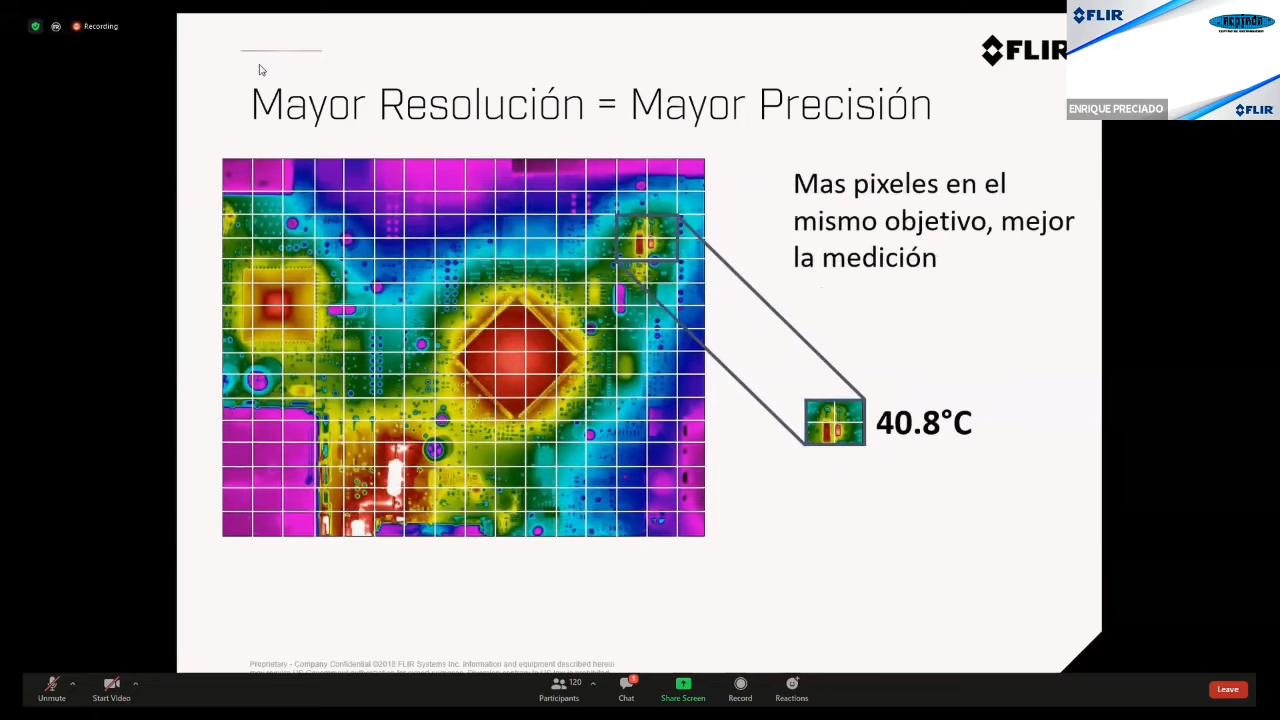 Recording
FLIR
FLIR
ENRIQUE PRECIADO
FLIR
Mayor Resolución = Mayor Precisión
Mas pixeles en el
mismo objetivo, mejor
la medición
40.8°C
Proprietary - Company Confidential ©2018 FLIR Systems Inc. Information and equipment described herein
Unmute
Start Video
Participants
120
Chat
1
Share Screen
Record
Reactions
Leave